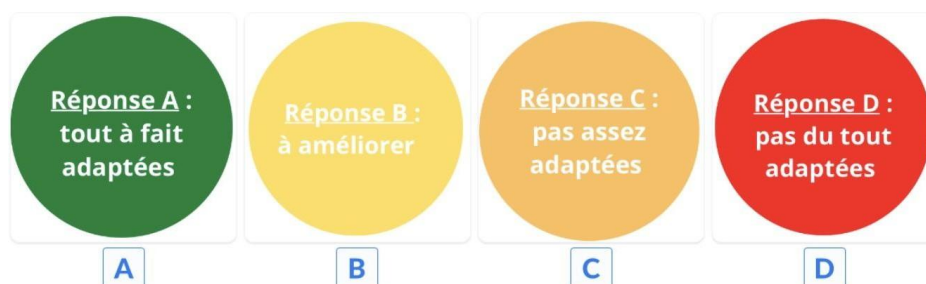 Réponse A :
tout à fait
adaptées
Réponse B :
à améliorer
Réponse C :
pas assez
adaptées
Réponse D :
pas du tout
adaptées
A
B
C
D